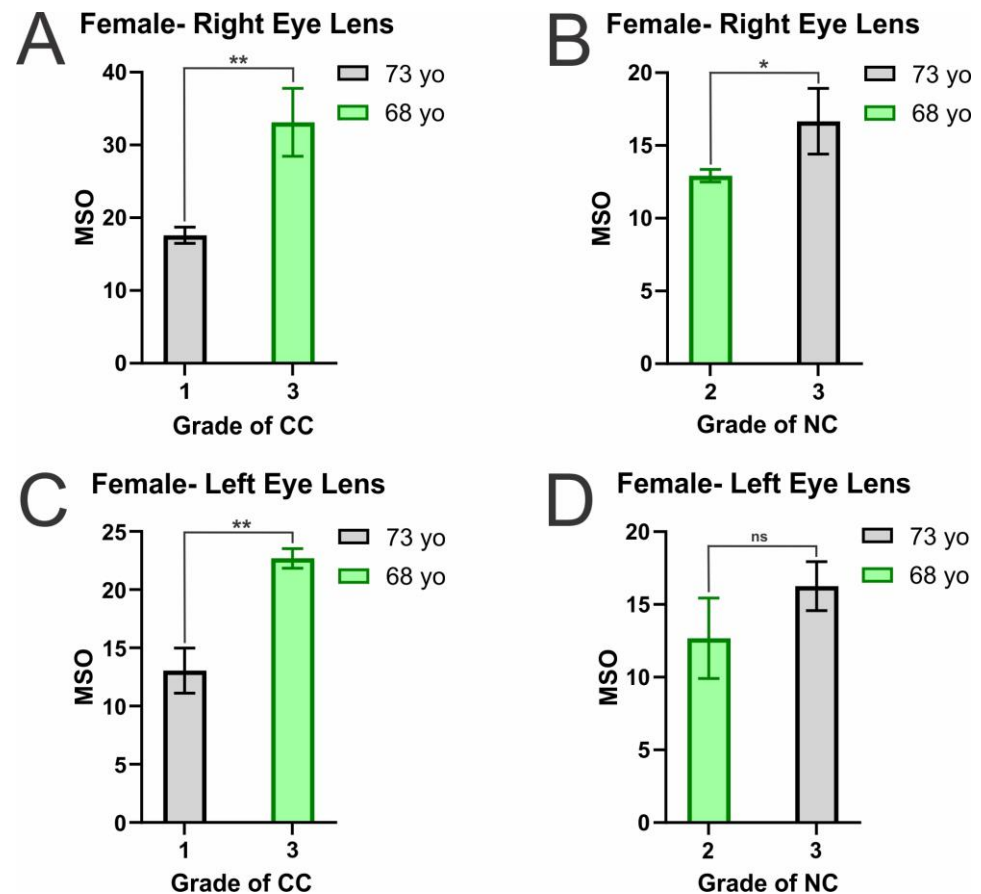 A
Female- Right Eye Lens
**
73 yo
68 yo
40
30
20
10
0
MSO
1
3
Grade of CC
B
Female- Right Eye Lens
*
73 yo
68 yo
20
15
10
5
0
MSO
2
3
Grade of NC
C
Female- Left Eye Lens
**
73 yo
68 yo
25
20
15
10
5
0
MSO
1
3
Grade of CC
D
Female- Left Eye Lens
ns
73 yo
68 yo
20
15
10
5
0
MSO
2
3
Grade of NC